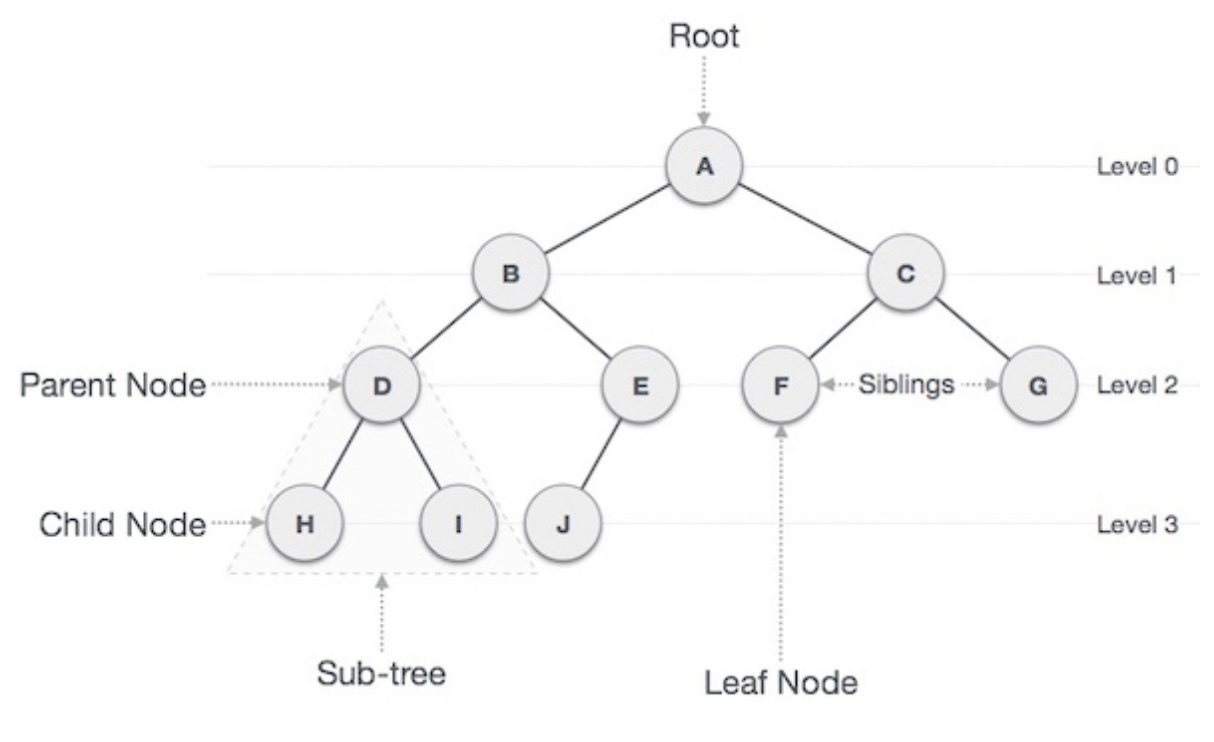 Root
A
Level 0
B
C
Level 1
Parent Node
D
E
F
Siblings
G
Level 2
Child Node
H
I
J
Level 3
Sub-tree
Leaf Node